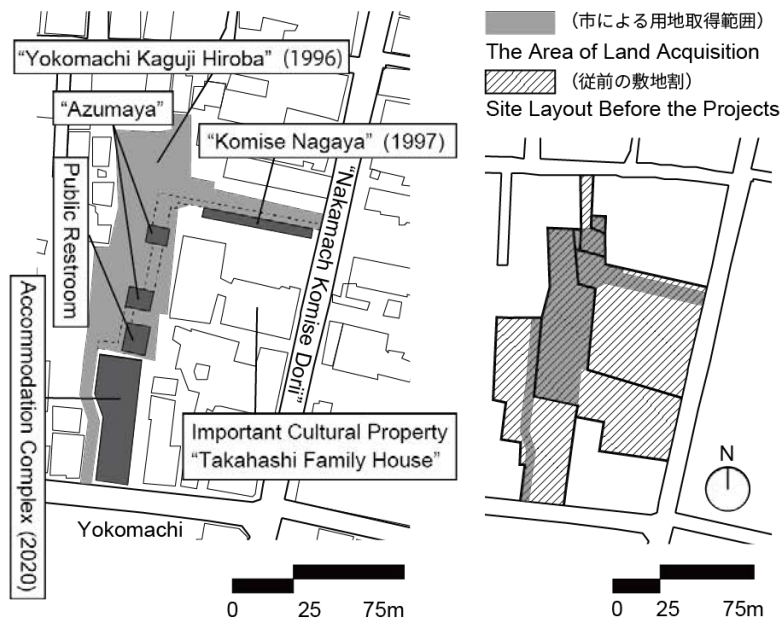 “Yokomachi Kaguji Hiroba” (1996)
“Azumaya”
“Komise Nagaya” (1997)
Public Restroom
Accommodation Complex (2020)
“Nakamach Komise Dorii”
Important Cultural Property
“Takahashi Family House”
Yokomachi
0 25 75m
（市による用地取得範囲）
The Area of Land Acquisition
（従前の敷地割）
Site Layout Before the Projects
N
0 25 75m